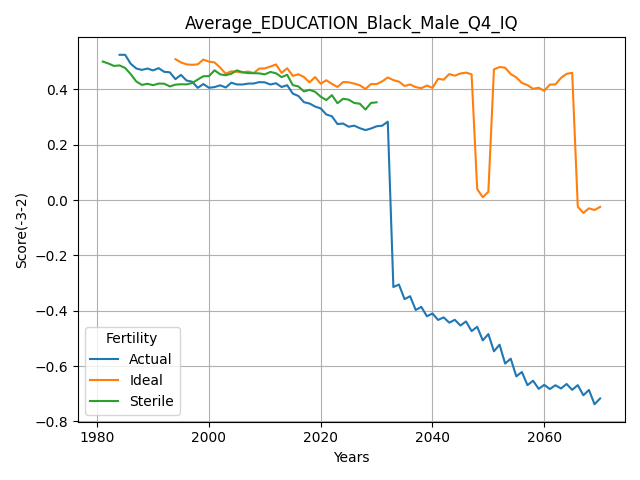 Average_EDUCATION_Black_Male_Q4_IQ
Score(-3-2)
0.4
0.2
0.0
−0.2
−0.4
−0.6
−0.8
Fertility
Actual
Ideal
Sterile
1980 2000 2020 2040 2060
Years